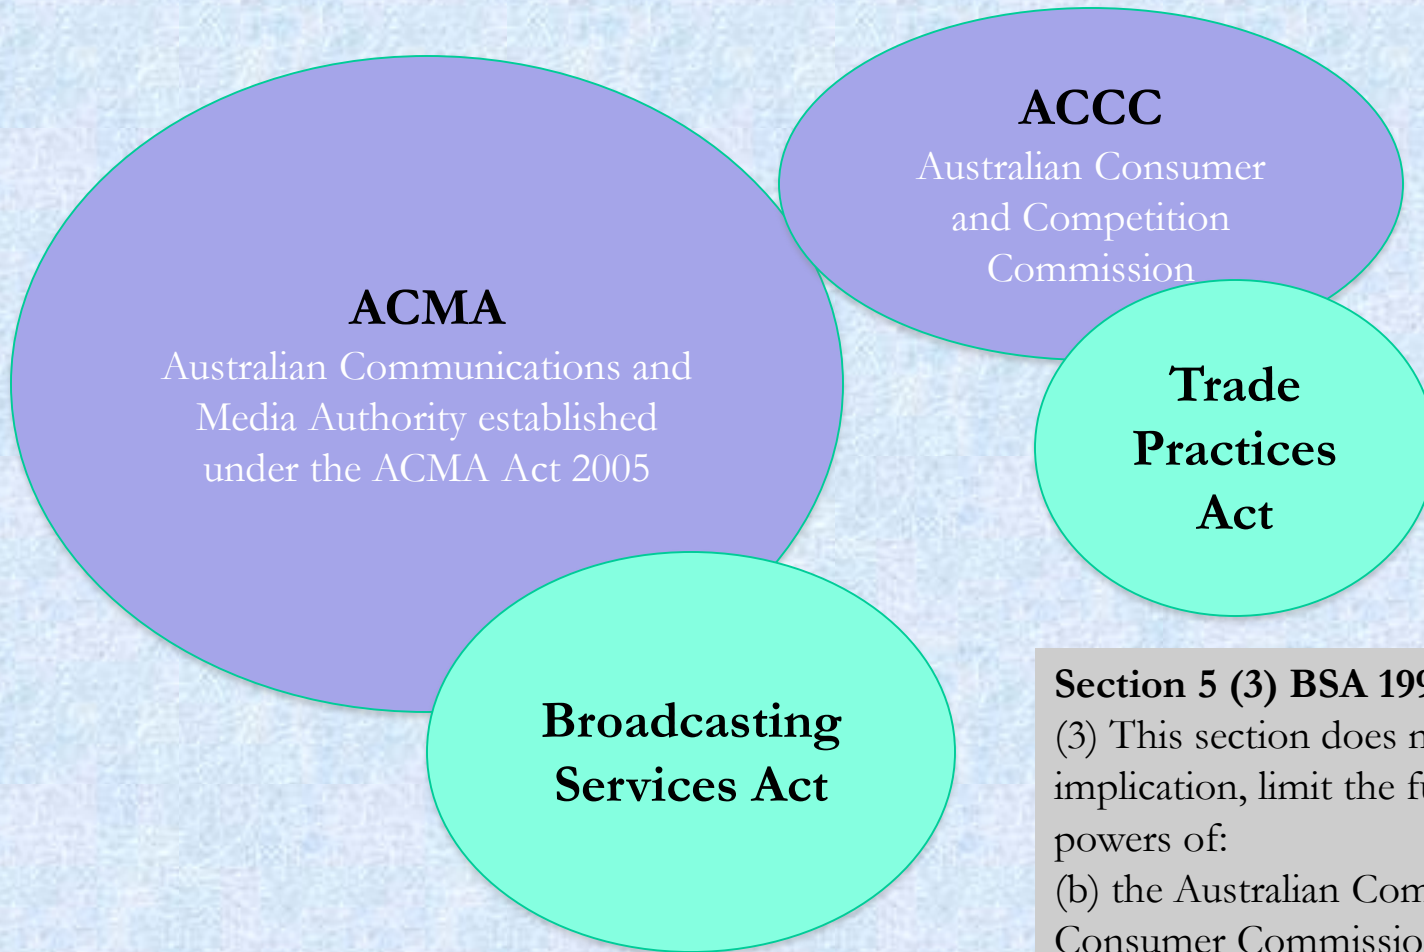 ACCC
Australian Consumer
and Competition
Commission
ACMA
Australian Communications and
Media Authority established
under the ACMA Act 2005
Trade
Practices
Act
Broadcasting
Services Act
Section 5 (3) BSA
(3) This section does
implication, limit the
powers of:
(b) the Australian
Consumer